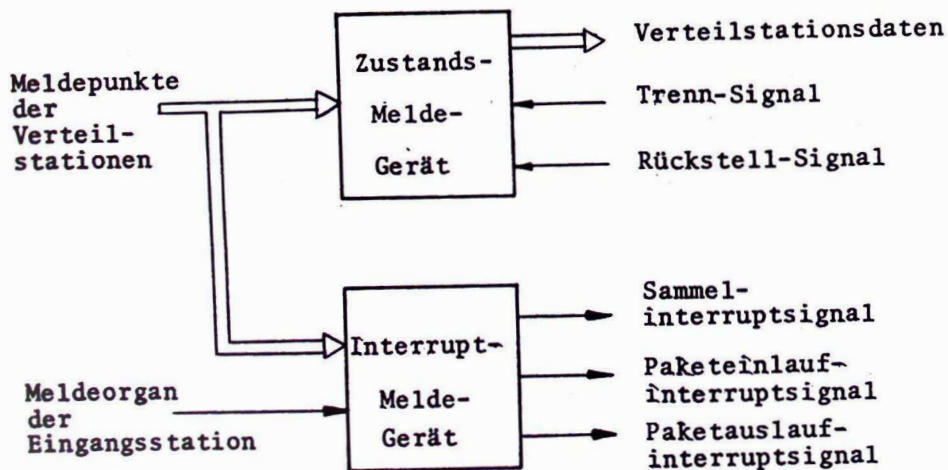 Meldepunkte
der
Verteil-
stationen
Zustands-
Melde-
Gerät
Verteilstationsdaten
Trenn-Signal
Rückstell-Signal
Meldeorgan
der
Eingangsstation
Interrupt-
Melde-
Gerät
Sammel-
interruptsignal
Paketeinlauf-
interruptsignal
Paketauslauf-
interruptsignal